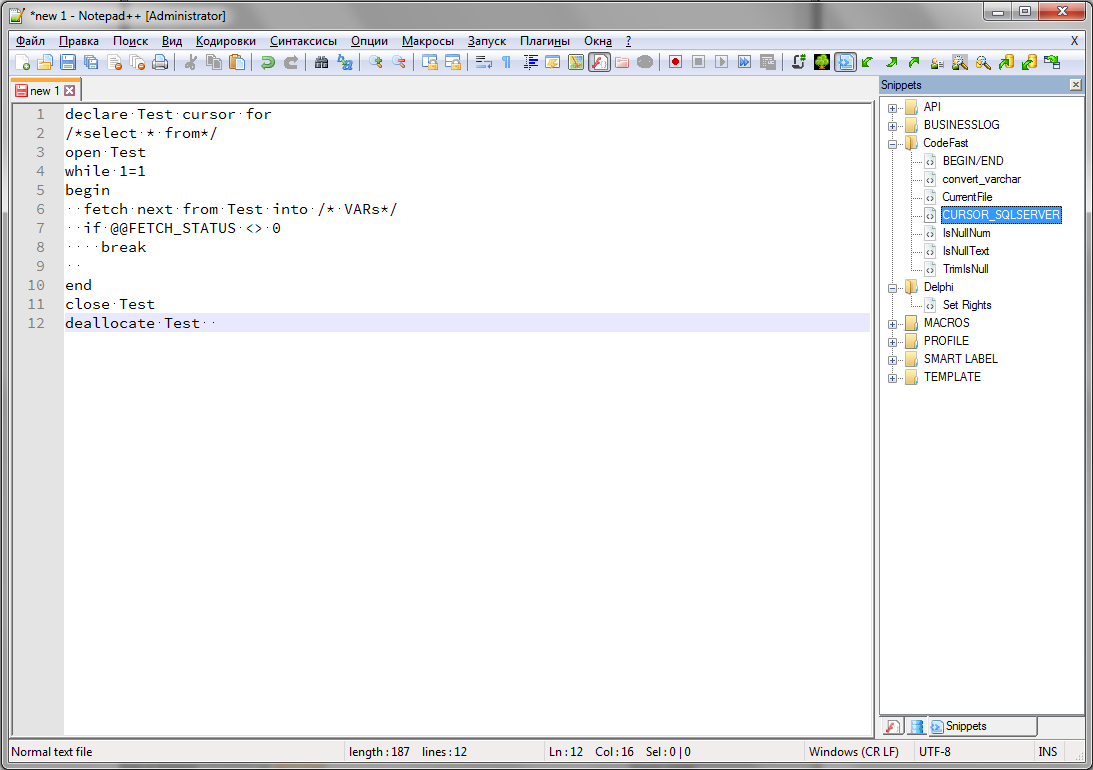 *new 1 - Notepad++ [Administrator]
Файл Правка Поиск Вид Кодировки Синтаксисы Опции Макросы Запуск Плагины Окна ? X
new 1
Snippets
1 declare Test cursor for
2 /*select * from*/
3 open Test
4 while 1=1
5 begin
6 fetch next from Test into /* VARs*/
7 if @@FETCH_STATUS <> 0
8 break
9
10 end
11 close Test
12 deallocate Test
API
BUSINESSLOG
CodeFast
BEGIN/END
convert_varchar
CurrentFile
CURSOR_SQLSERVER
IsNullNum
IsNullText
TrimIsNull
Delphi
Set Rights
MACROS
PROFILE
SMART LABEL
TEMPLATE
Snippets
Normal text file length : 187 lines : 12 Ln : 12 Col : 16 Sel : 0 | 0 Windows (CR LF) UTF-8 INS